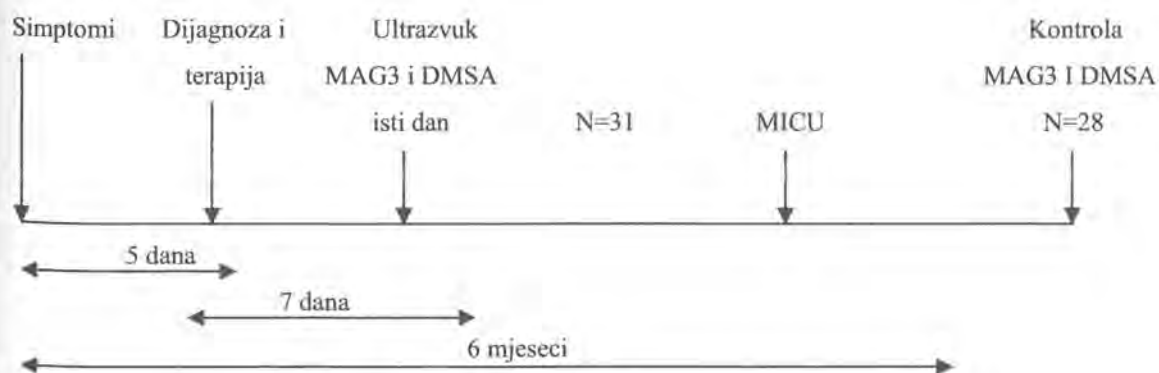 Simptomi
Dijagnoza i
terapija
Ultrazvuk
MAG3 i DMSA
isti dan
N=31
MICU
Kontrola
MAG3 I DMSA
N=28
5 dana
7 dana
6 mjeseci